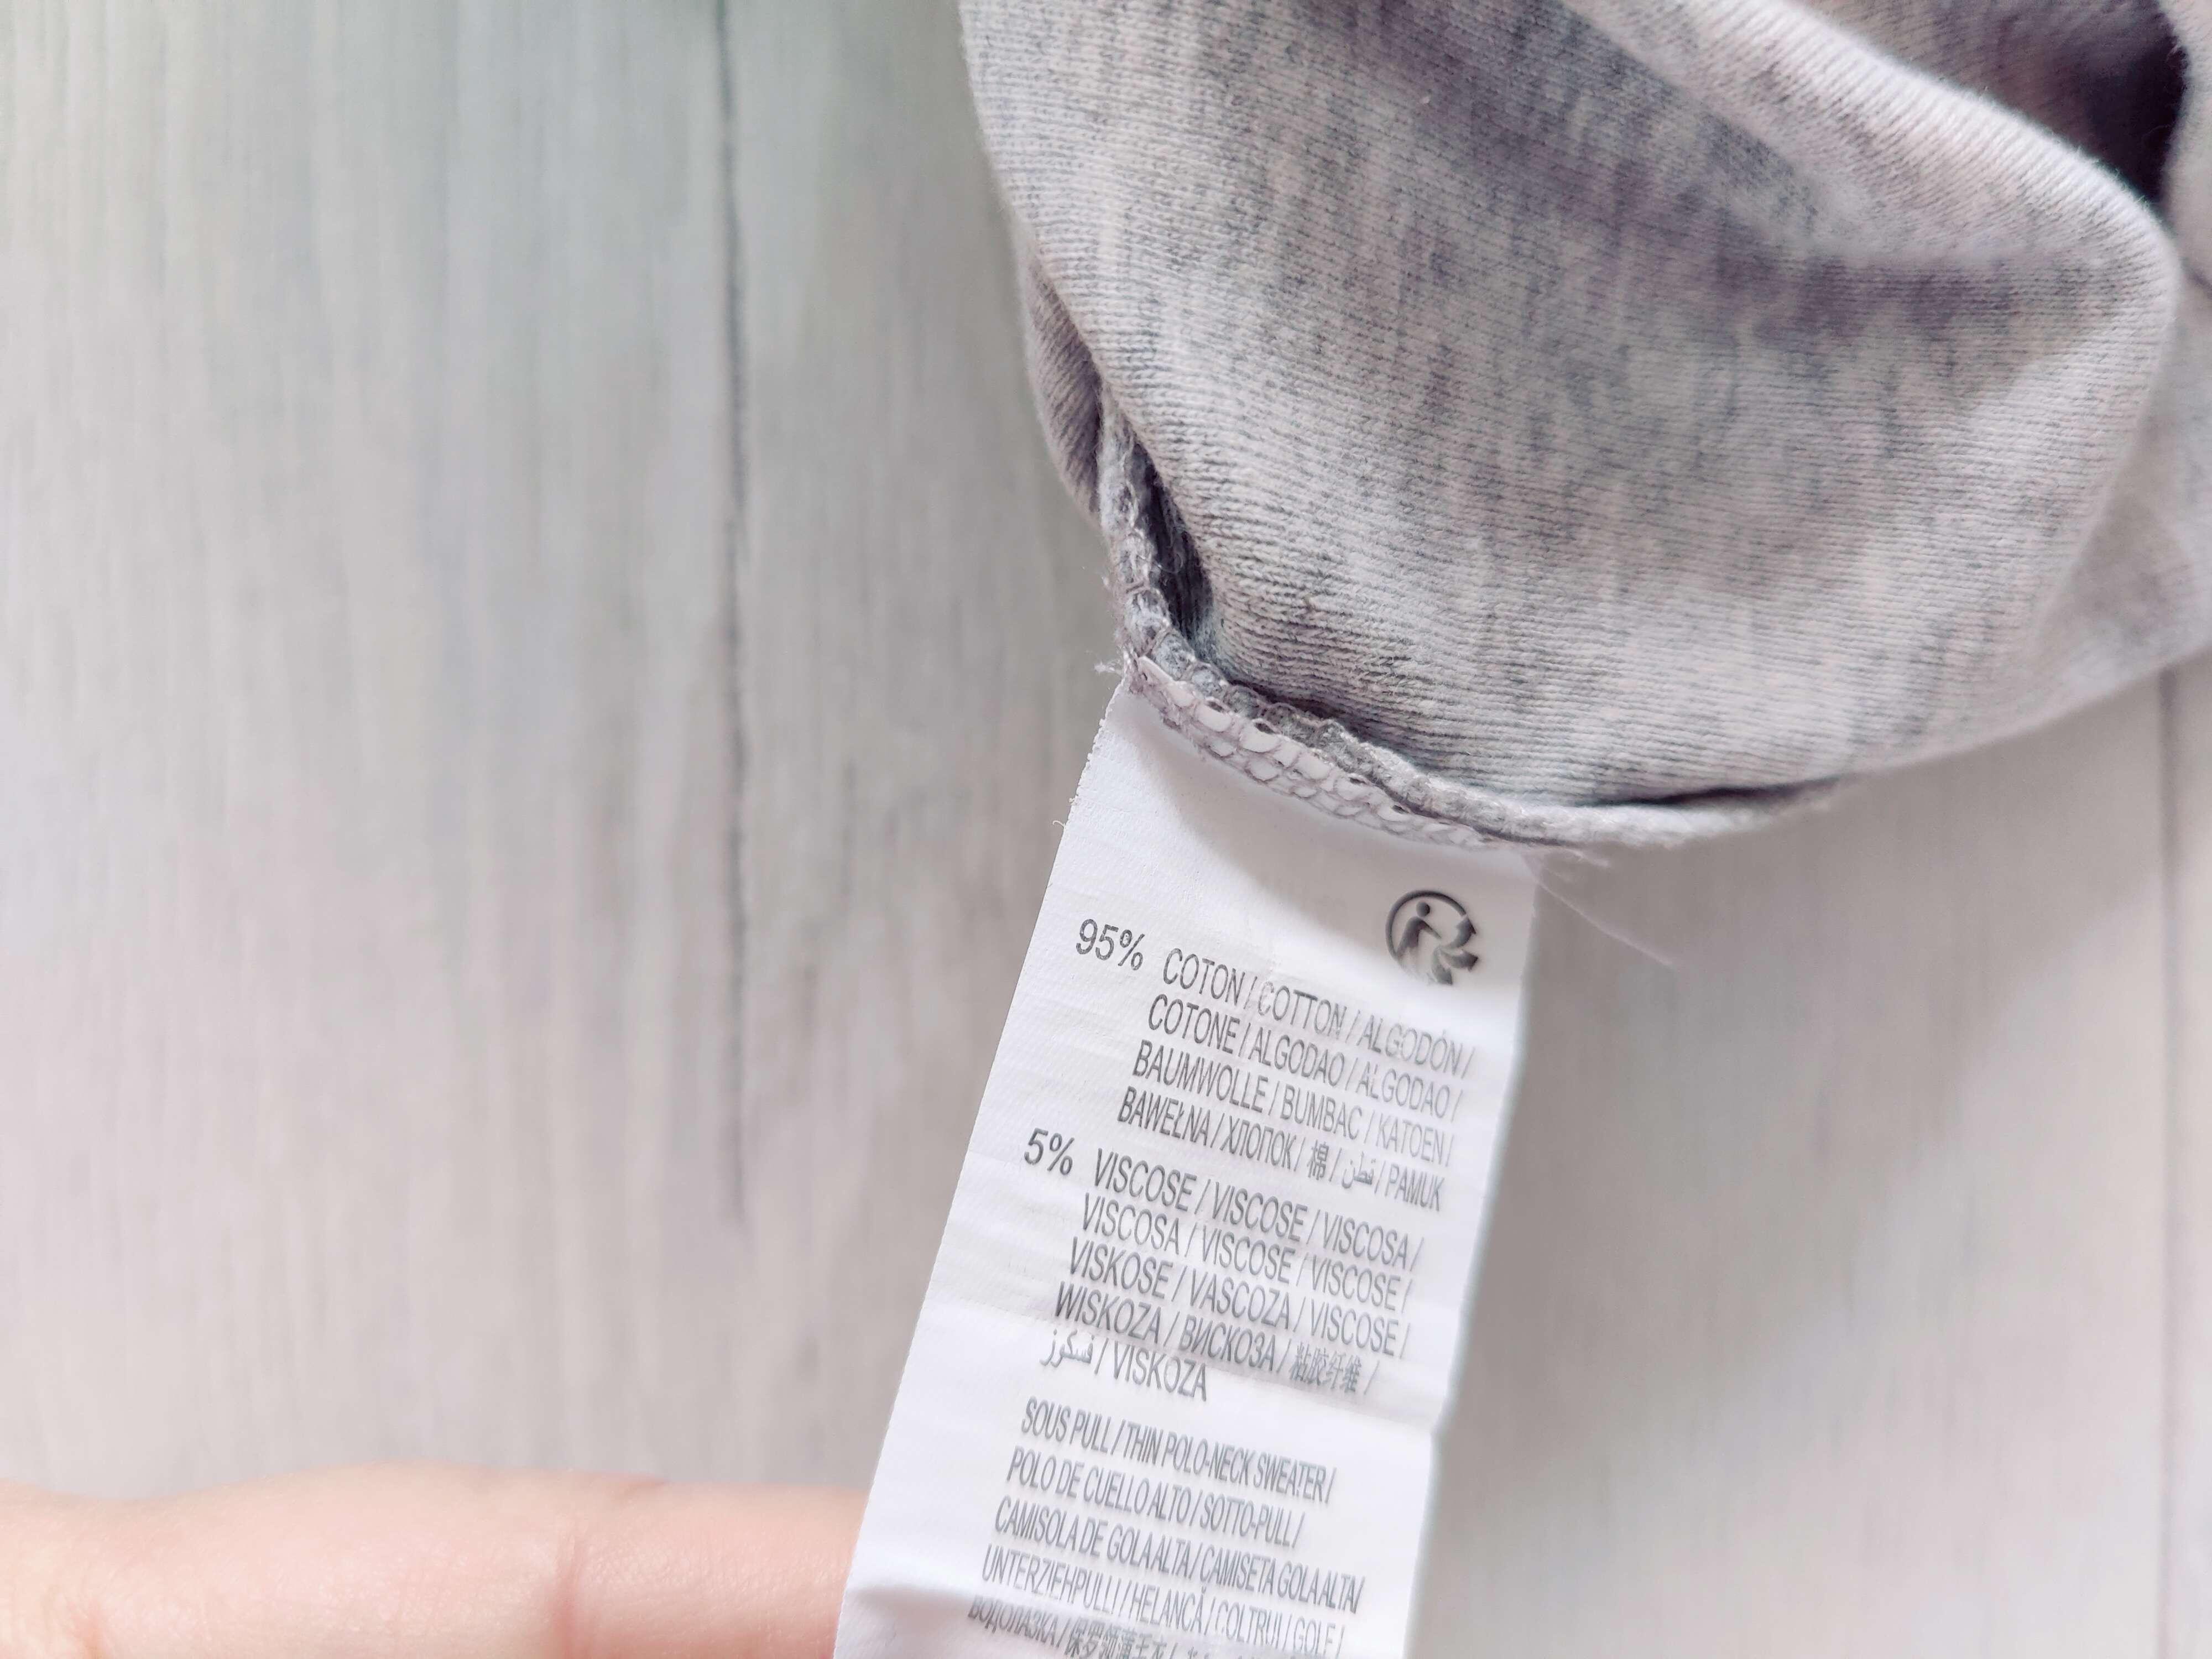 95% COTON / COTTON / ALGODÓN /
COTONE / ALGODAO / ALGODAO /
BAUMWOLLE / BUMBAC / KATOEN /
BAWEŁNA / ХЛОПОК / 棉 / قطن / PAMUK
5% VISCOSE / VISCOSE / VISCOSA /
VISCOSA / VISCOSE / VISCOSE /
VISKOSE / VASCOZA / VISCOSE /
WISKOZA / ВИСКОЗА / 粘胶纤维 /
فسكوز / VISKOZA
SOUS PULL / THIN POLO-NECK SWEATER /
POLO DE CUELLO ALTO / SOTTO-PULL /
CAMISOLA DE GOLA ALTA / CAMISETA GOLA ALTA /
UNTERZIEHPULLI / HELANCĂ / COLTRUI / GOLF /
ВОДОЛАЗКА /